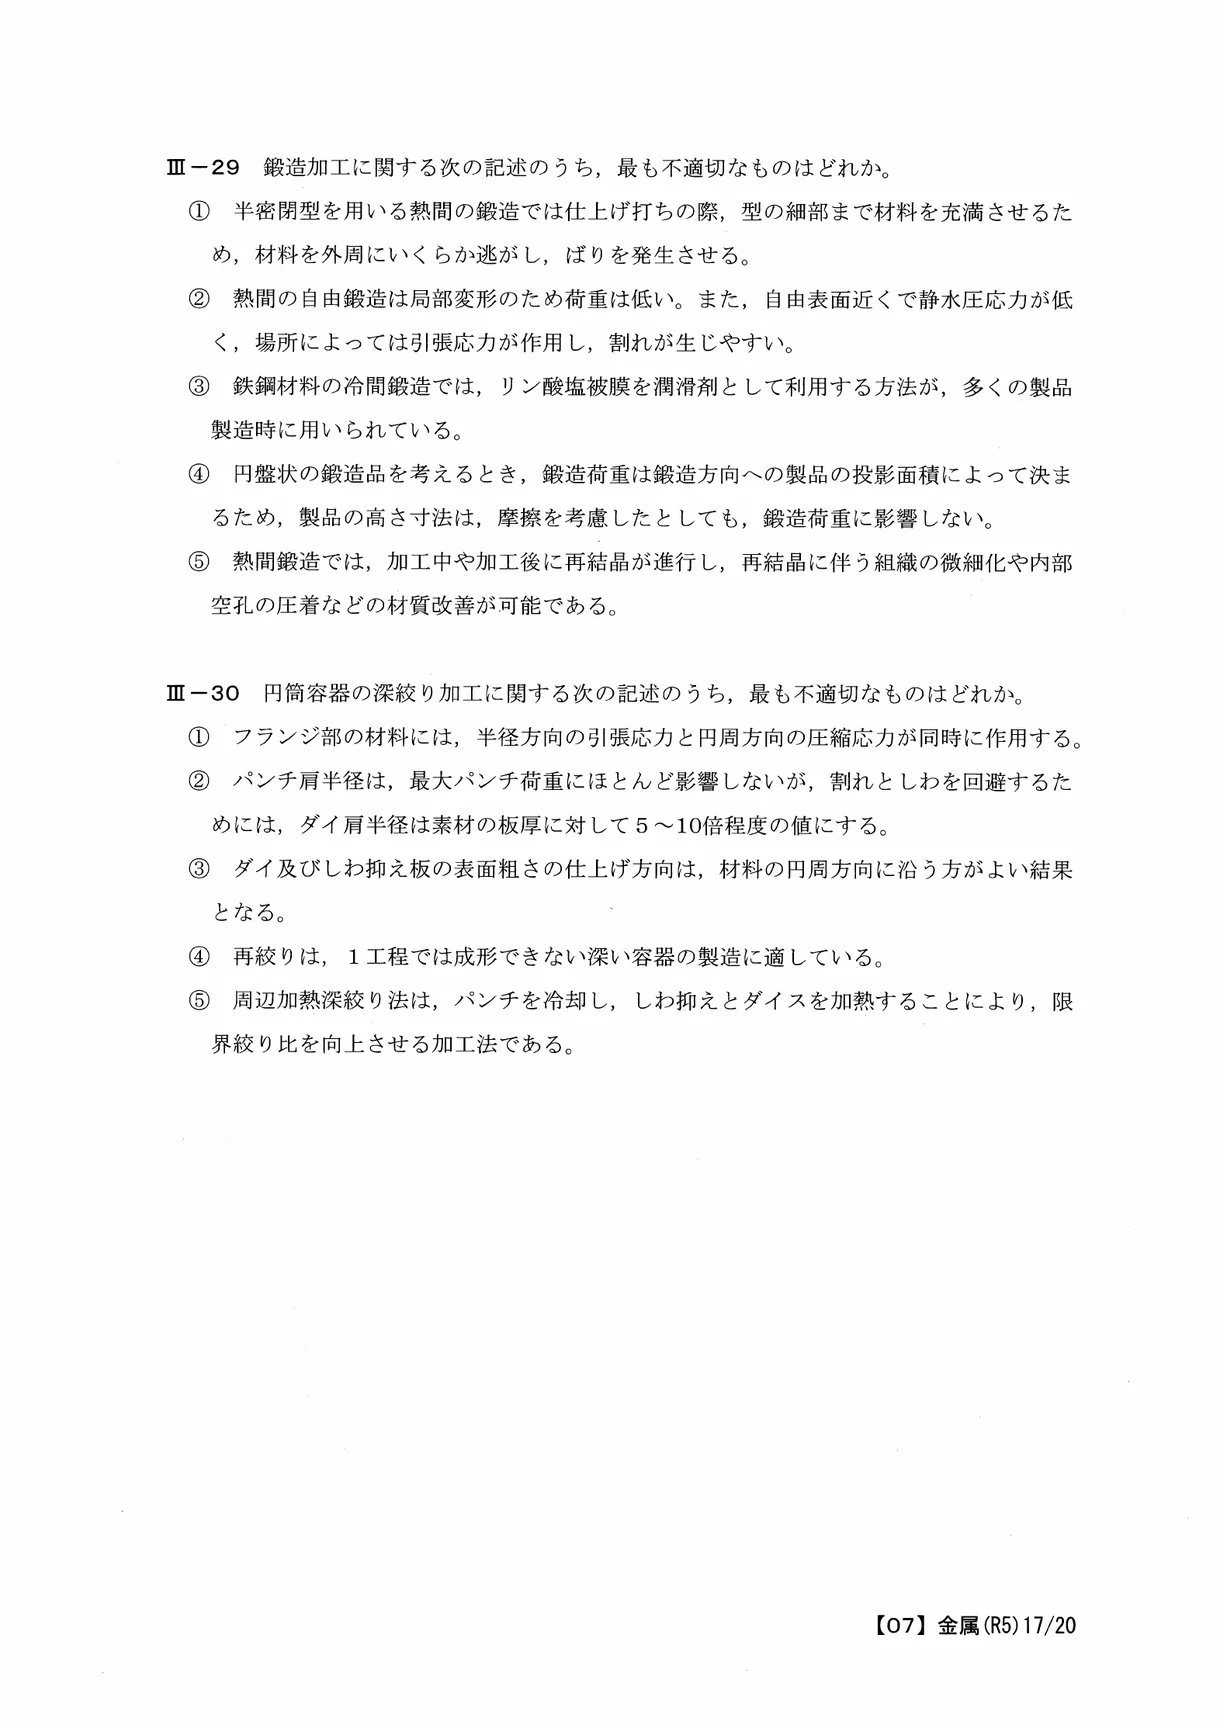 Ⅲ－29 鍛造加工に関する次の記述のうち，最も不適切なものはどれか。
① 半密閉型を用いる熱間の鍛造では仕上げ打ちの際，型の細部まで材料を充満させるた
め，材料を外周にいくらか逃がし，ばりを発生させる。
② 熱間の自由鍛造は局部変形のため荷重は低い。また，自由表面近くで静水圧応力が低
く，場所によっては引張応力が作用し，割れが生じやすい。
③ 鉄鋼材料の冷間鍛造では，リン酸塩被膜を潤滑剤として利用する方法が，多くの製品
製造時に用いられている。
④ 円盤状の鍛造品を考えるとき，鍛造荷重は鍛造方向への製品の投影面積によって決ま
るため，製品の高さ寸法は，摩擦を考慮したとしても，鍛造荷重に影響しない。
⑤ 熱間鍛造では，加工中や加工後に再結晶が進行し，再結晶に伴う組織の微細化や内部
空孔の圧着などの材質改善が可能である。
Ⅲ－30 円筒容器の深絞り加工に関する次の記述のうち，最も不適切なものはどれか。
① フランジ部の材料には，半径方向の引張応力と円周方向の圧縮応力が同時に作用する。
② パンチ肩半径は，最大パンチ荷重にほとんど影響しないが，割れとしわを回避するた
めには，ダイ肩半径は素材の板厚に対して５～10倍程度の値にする。
③ ダイ及びしわ抑え板の表面粗さの仕上げ方向は，材料の円周方向に沿う方がよい結果
となる。
④ 再絞りは，１工程では成形できない深い容器の製造に適している。
⑤ 周辺加熱深絞り法は，パンチを冷却し，しわ抑えとダイスを加熱することにより，限
界絞り比を向上させる加工法である。
【07】金属(R5)17/20